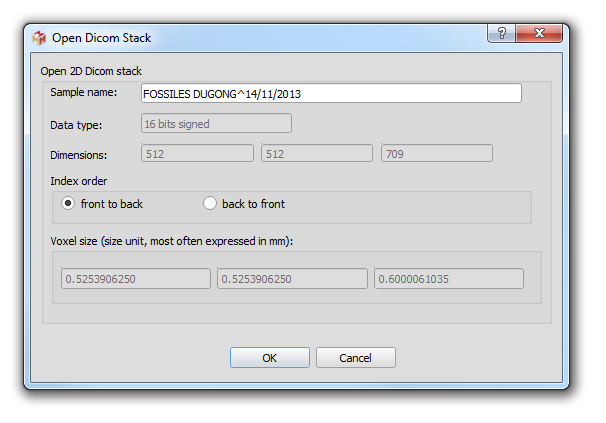 Open Dicom Stack
Open 2D Dicom stack
Sample name: FOSSILES DUGONG^14/11/2013
Data type: 16 bits signed
Dimensions: 512 512 709
Index order
front to back back to front
Voxel size (size unit, most often expressed in mm):
0.5253906250 0.5253906250 0.6000061035
OK Cancel